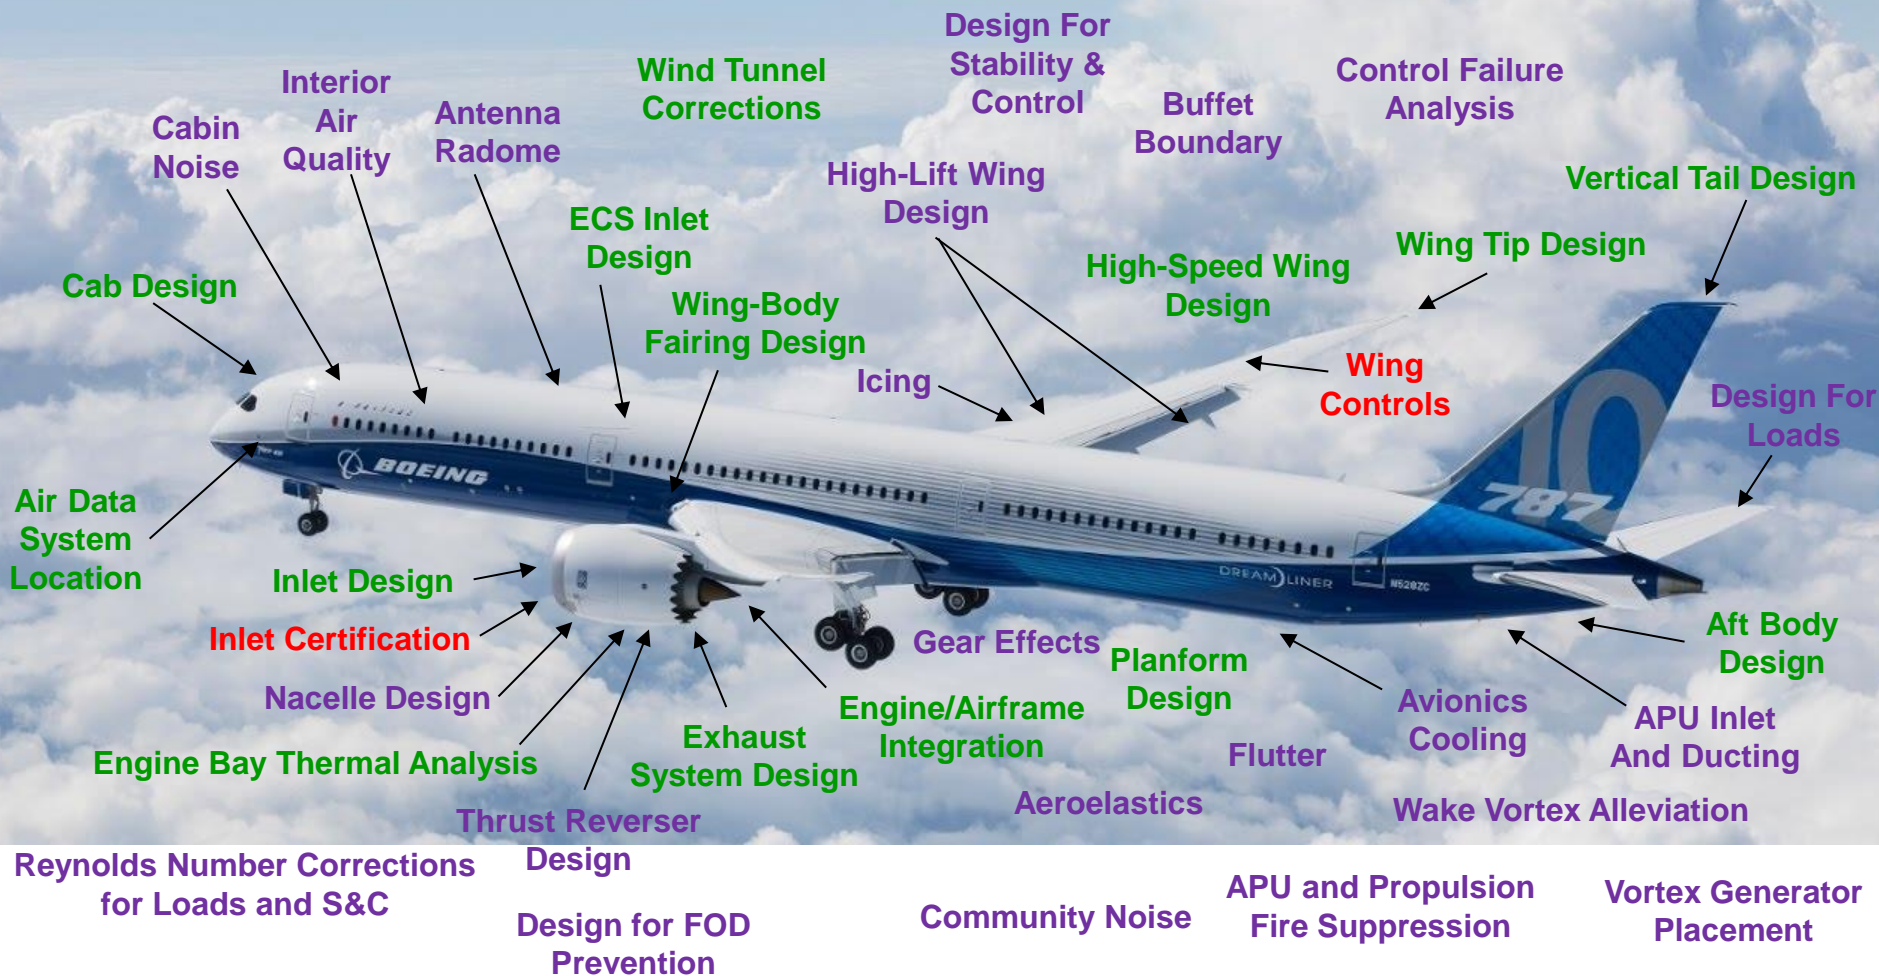 Design For
Stability &
Control
Wind Tunnel
Corrections
Control Failure
Analysis
Interior
Air
Quality
Antenna
Radome
Buffet
Boundary
Cabin
Noise
High-Lift Wing
Design
Vertical Tail Design
ECS Inlet
Design
Wing Tip Design
High-Speed Wing
Design
Cab Design
Wing-Body
Fairing Design
Icing
Wing
Controls
Design For
Loads
10
787
BOEING
Air Data
System
Location
Inlet Design
DREAMLINER
N528ZC
Inlet Certification
Gear Effects
Planform
Design
Aft Body
Design
Nacelle Design
Engine/Airframe
Integration
Avionics
Cooling
APU Inlet
And Ducting
Engine Bay Thermal Analysis
Exhaust
System Design
Flutter
Aeroelastics
Wake Vortex Alleviation
Thrust Reverser
Design
Reynolds Number Corrections
for Loads and S&C
Design for FOD
Prevention
Community Noise
APU and Propulsion
Fire Suppression
Vortex Generator
Placement